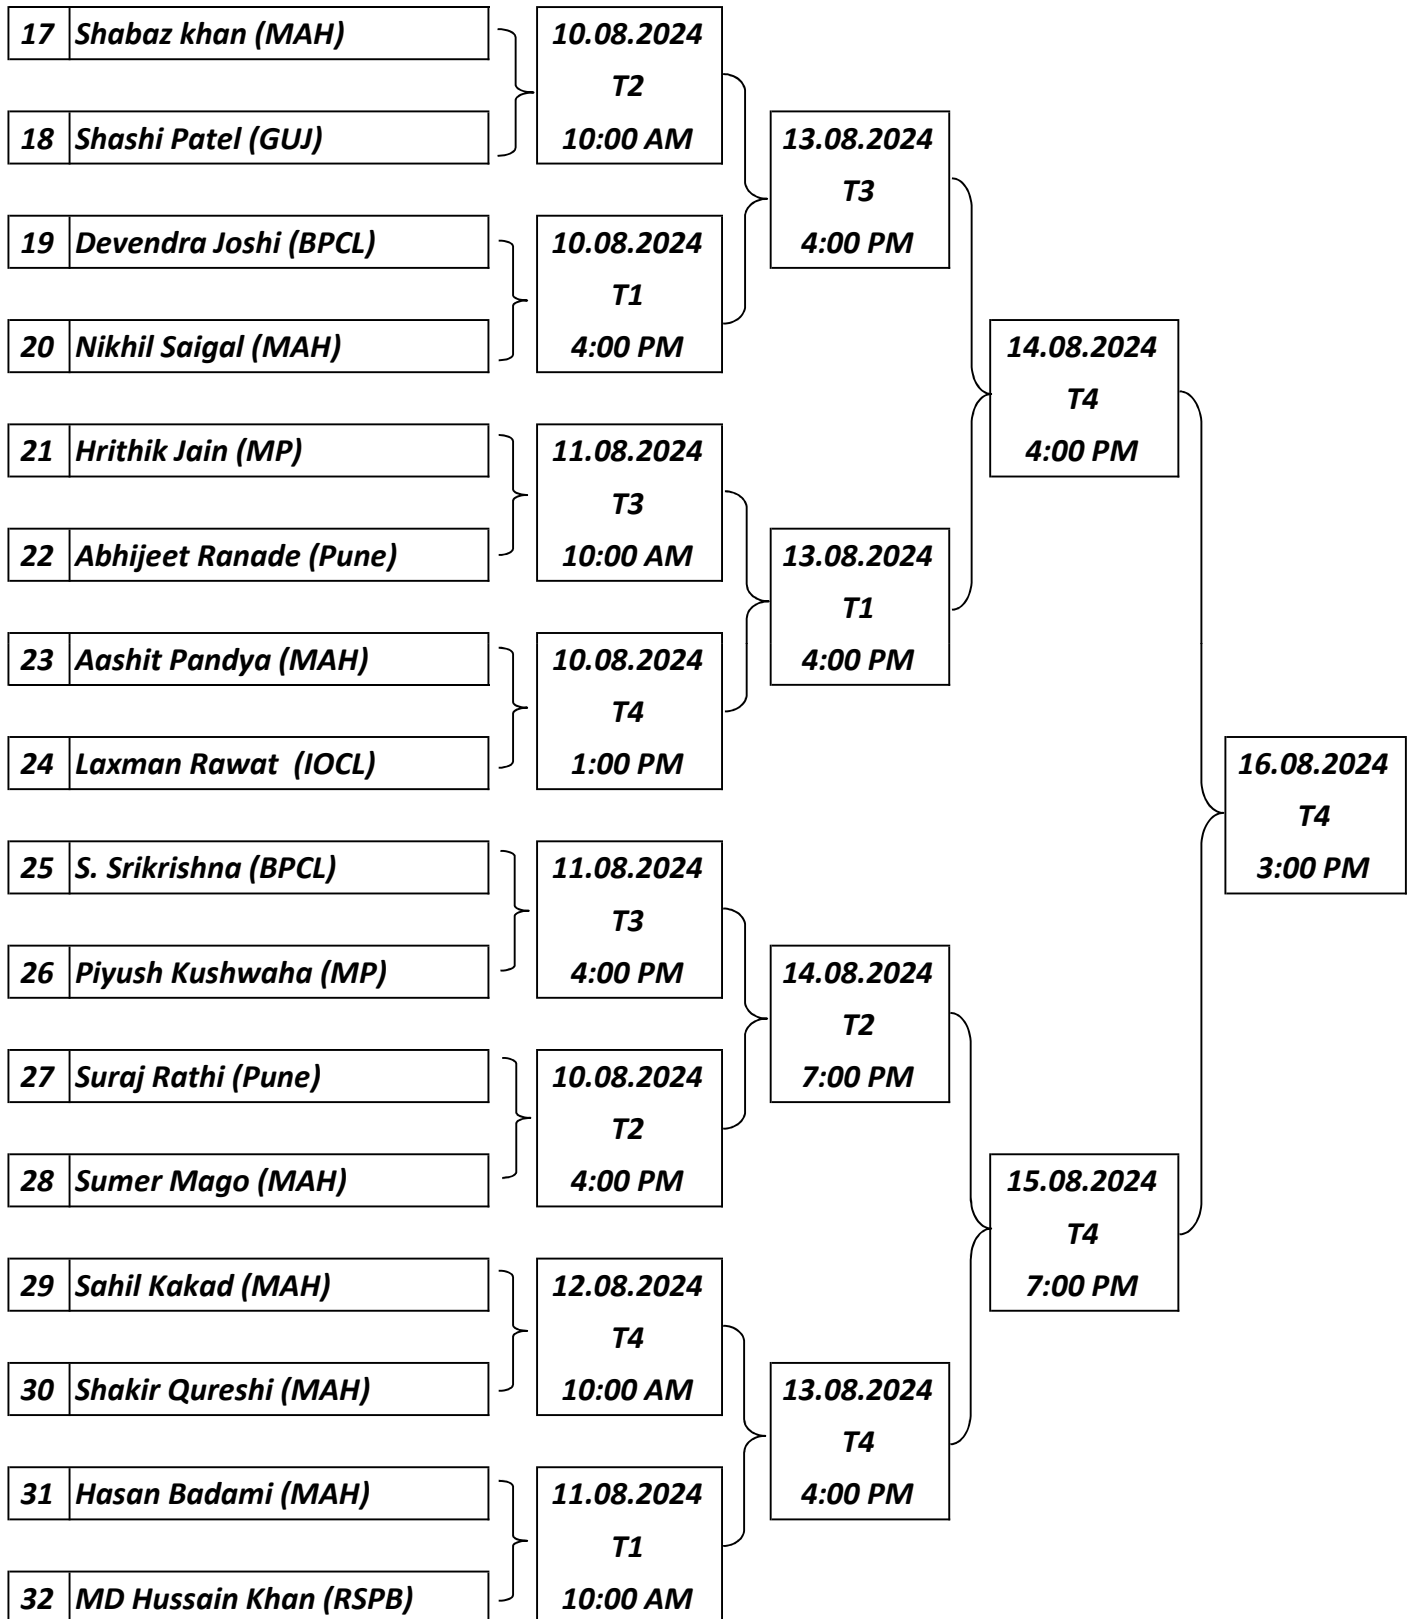 17 Shabaz khan (MAH)
10.08.2024
T2
18 Shashi Patel (GUJ)
10:00 AM
13.08.2024
T3
19 Devendra Joshi (BPCL)
10.08.2024
4:00 PM
T1
20 Nikhil Saigal (MAH)
4:00 PM
14.08.2024
T4
21 Hrithik Jain (MP)
11.08.2024
4:00 PM
T3
22 Abhijeet Ranade (Pune)
10:00 AM
13.08.2024
T1
23 Aashit Pandya (MAH)
10.08.2024
4:00 PM
T4
24 Laxman Rawat  (IOCL)
1:00 PM
16.08.2024
T4
25 S. Srikrishna (BPCL)
11.08.2024
3:00 PM
T3
26 Piyush Kushwaha (MP)
4:00 PM
14.08.2024
T2
27 Suraj Rathi (Pune)
10.08.2024
7:00 PM
T2
28 Sumer Mago (MAH)
4:00 PM
15.08.2024
T4
29 Sahil Kakad (MAH)
12.08.2024
7:00 PM
T4
30 Shakir Qureshi (MAH)
10:00 AM
13.08.2024
T4
31 Hasan Badami (MAH)
11.08.2024
4:00 PM
T1
32 MD Hussain Khan (RSPB)
10:00 AM